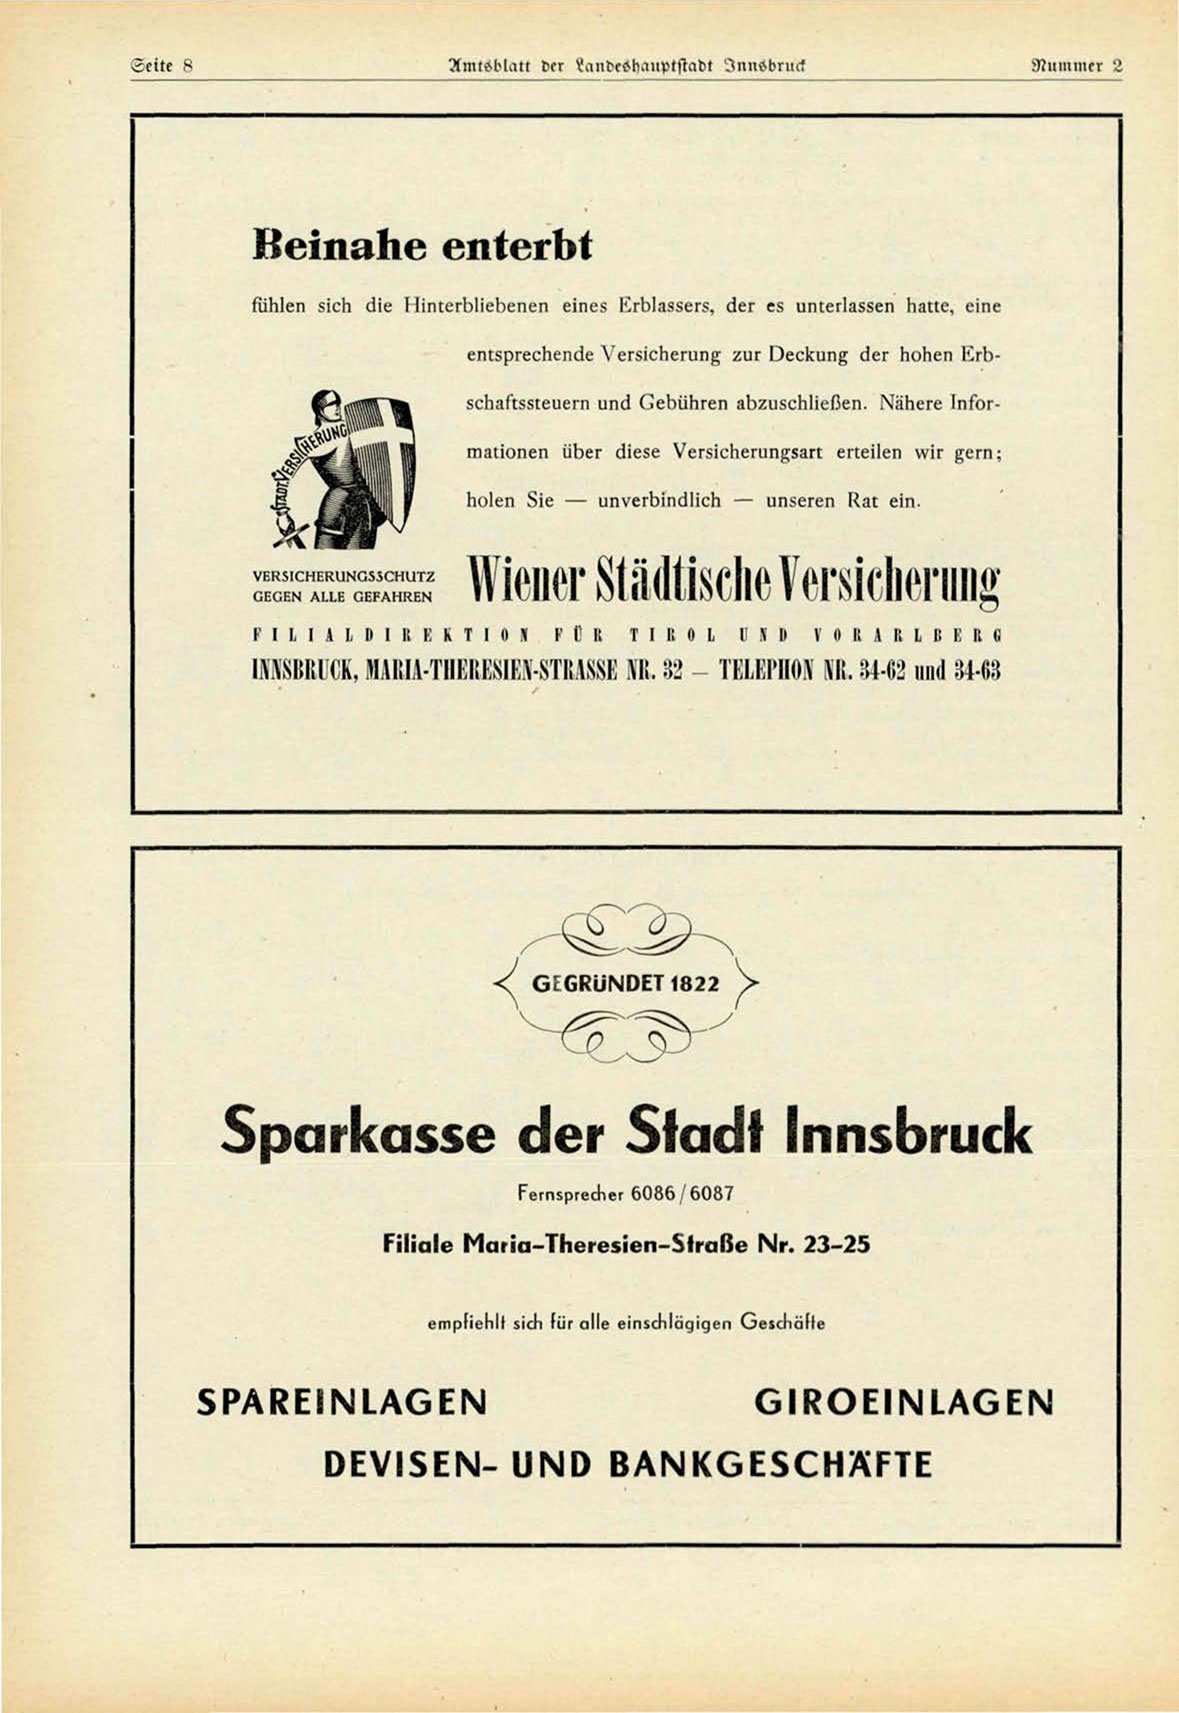 Seite 8 Amtsblatt der Landeshauptstadt Innsbruck Nummer 2
Beinahe enterbt
fühlen sich die Hinterbliebenen eines Erblassers, der es unterlassen hatte, eine
entsprechende Versicherung zur Deckung der hohen Erb-
schaftssteuern und Gebühren abzuschließen. Nähere Infor-
mationen über diese Versicherungsart erteilen wir gern;
holen Sie — unverbindlich — unseren Rat ein.
STÄDT. VERSICHERUNG
VERSICHERUNGSSCHUTZ
GEGEN ALLE GEFAHREN
Wiener Städtische Versicherung
FILIALDIREKTION FÜR TIROL UND VORARLBERG
INNSBRUCK, MARIA-THERESIEN-STRASSE NR. 32 — TELEPHON NR. 34-62 und 34-63
GEGRÜNDET 1822
Sparkasse der Stadt Innsbruck
Fernsprecher 6086/6087
Filiale Maria-Theresien-Straße Nr. 23-25
empfiehlt sich für alle einschlägigen Geschäfte
SPAREINLAGEN GIROEINLAGEN
DEVISEN- UND BANKGESCHÄFTE